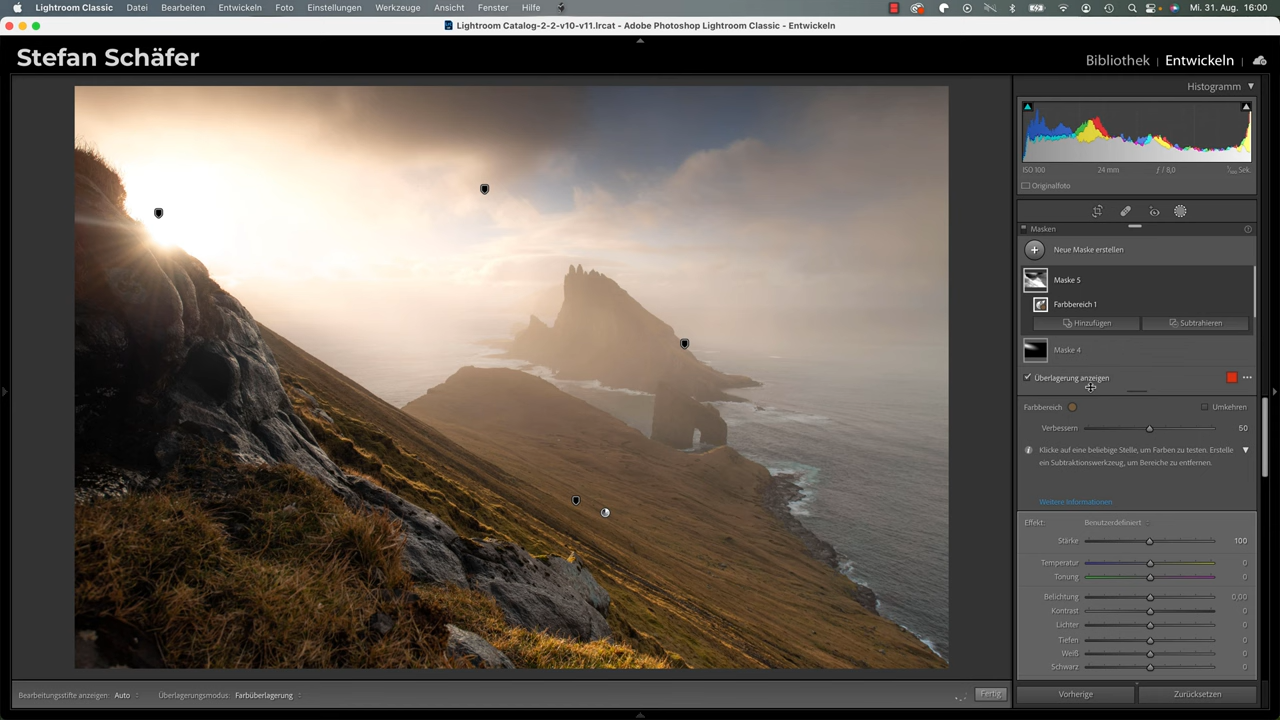 Lightroom Classic Datei Bearbeiten Entwickeln Foto Einstellungen Werkzeuge Ansicht Fenster Hilfe Mi. 31. Aug. 16:00
Lightroom Catalog-2-2-v10-v11.lrcat - Adobe Photoshop Lightroom Classic - Entwickeln
Stefan Schäfer
Bibliothek | Entwickeln
Histogramm
ISO 100 24 mm ƒ / 8,0 Sek.
Originalfoto
Masken
Neue Maske erstellen
Maske 5
Farbbereich 1
Hinzufügen Subtrahieren
Maske 4
Überlagerung anzeigen
Farbbereich Umkehren
Verbessern 50
Klicke auf eine beliebige Stelle, um Farben zu testen. Erstelle
ein Subtraktionswerkzeug, um Bereiche zu entfernen.
Weitere Informationen
Effekt: Benutzerdefiniert
Stärke 100
Temperatur 0
Tonung 0
Belichtung 0,00
Kontrast 0
Lichter 0
Tiefen 0
Weiß 0
Schwarz 0
Bearbeitungsstifte anzeigen: Auto Überlagerungsmodus: Farbüberlagerung Fertig
Vorherige Zurücksetzen